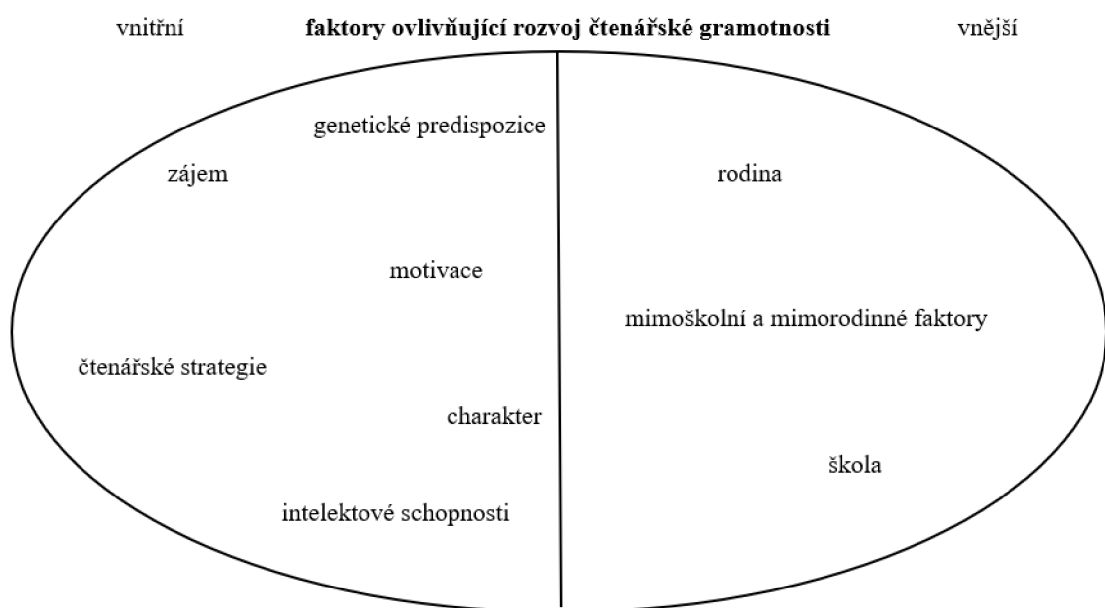 vnitřní
faktory ovlivňující rozvoj čtenářské gramotnosti
vnější
genetické predispozice
zájem
rodina
motivace
mimoškolní a mimorodinné faktory
čtenářské strategie
charakter
škola
intelektové schopnosti